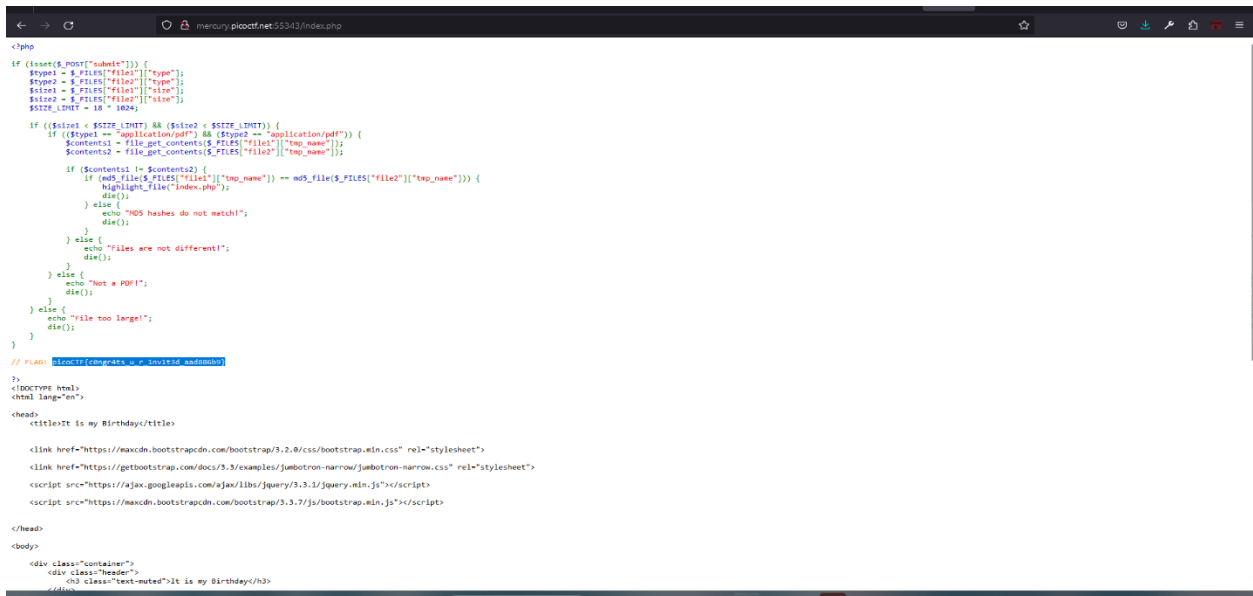 mercury.picoctf.net:55343/index.php
<?php
if (isset($_POST["submit"])) {
$type1 = $_FILES["file1"]["type"];
$type2 = $_FILES["file2"]["type"];
$size1 = $_FILES["file1"]["size"];
$size2 = $_FILES["file2"]["size"];
$SIZE_LIMIT = 18 * 1024;
if (($size1 < $SIZE_LIMIT) && ($size2 < $SIZE_LIMIT)) {
if (($type1 == "application/pdf") && ($type2 == "application/pdf")) {
$contents1 = file_get_contents($_FILES["file1"]["tmp_name"]);
$contents2 = file_get_contents($_FILES["file2"]["tmp_name"]);
if ($contents1 != $contents2) {
if (md5_file($_FILES["file1"]["tmp_name"]) == md5_file($_FILES["file2"]["tmp_name"])) {
highlight_file("index.php");
die();
} else {
echo "MD5 hashes do not match!";
die();
}
} else {
echo "Files are not different!";
die();
}
} else {
echo "Not a PDF!";
die();
}
} else {
echo "File too large!";
die();
}
}
// FLAG: picoCTF{c0ngr4ts_u_r_1nv1t3d_aad886b9}
?>
<!DOCTYPE html>
<html lang="en">
<head>
<title>It is my Birthday</title>
<link href="https://maxcdn.bootstrapcdn.com/bootstrap/3.2.0/css/bootstrap.min.css" rel="stylesheet">
<link href="https://getbootstrap.com/docs/3.3/examples/jumbotron-narrow/jumbotron-narrow.css" rel="stylesheet">
<script src="https://ajax.googleapis.com/ajax/libs/jquery/3.3.1/jquery.min.js"></script>
<script src="https://maxcdn.bootstrapcdn.com/bootstrap/3.3.7/js/bootstrap.min.js"></script>
</head>
<body>
<div class="container">
<div class="header">
<h3 class="text-muted">It is my Birthday</h3>
</div>